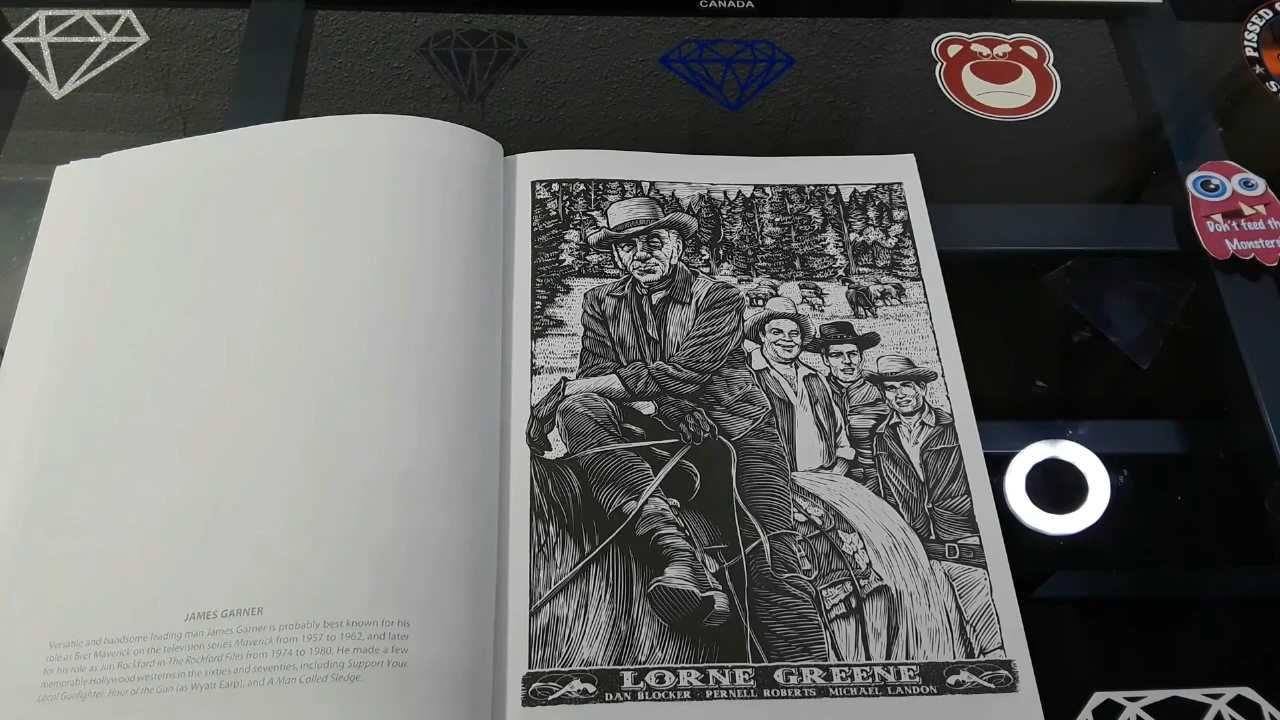 CANADA
PISSED
Don't feed th
Monsters
JAMES GARNER
Versatile and handsome leading man James Garner is probably best known for his
role as Bret Maverick on the television series Maverick from 1957 to 1962, and later
for his role as Jim Rockford in The Rockford Files from 1974 to 1980. He made a few
memorable Hollywood westerns in the sixties and seventies, including Support Your
Local Gunfighter, Hour of the Gun (as Wyatt Earp), and A Man Called Sledge.
LORNE GREENE
DAN BLOCKER · PERNELL ROBERTS · MICHAEL LANDON